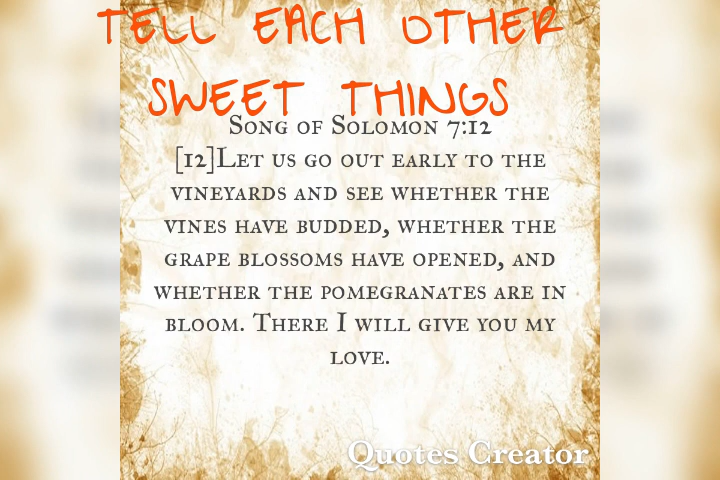 TELL EACH OTHER
SWEET THINGS
Song of Solomon 7:12
[12]Let us go out early to the
vineyards and see whether the
vines have budded, whether the
grape blossoms have opened, and
whether the pomegranates are in
bloom. There I will give you my
love.
Quotes Creator